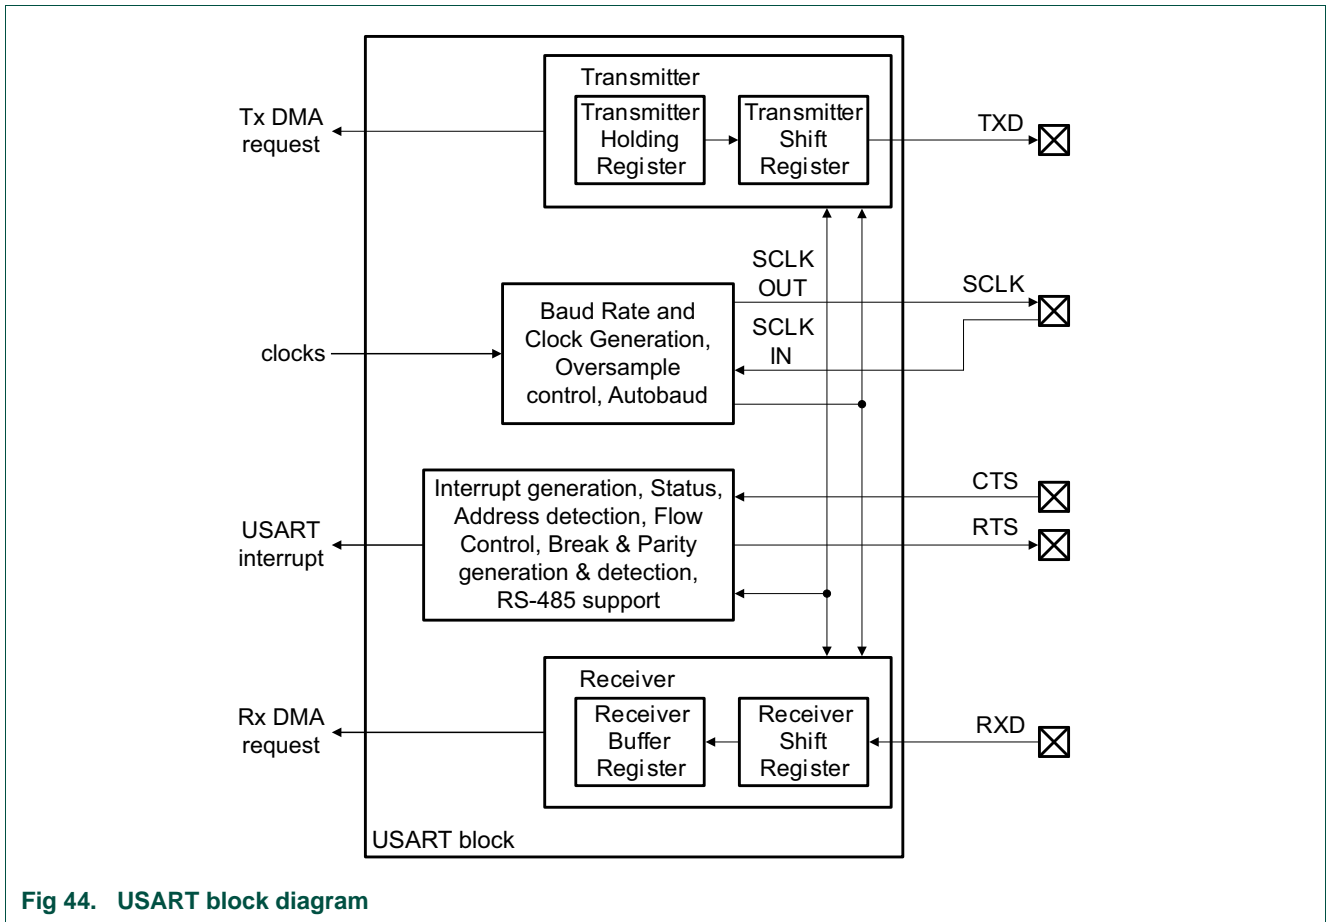 Transmitter
Transmitter
Holding
Register
Transmitter
Shift
Register
Tx DMA
request
TXD
SCLK
OUT
SCLK
SCLK
IN
Baud Rate and
Clock Generation,
Oversample
control, Autobaud
clocks
Interrupt generation, Status,
Address detection, Flow
Control, Break & Parity
generation & detection,
RS-485 support
CTS
RTS
USART
interrupt
Receiver
Receiver
Buffer
Register
Receiver
Shift
Register
Rx DMA
request
RXD
USART block
Fig 44. USART block diagram